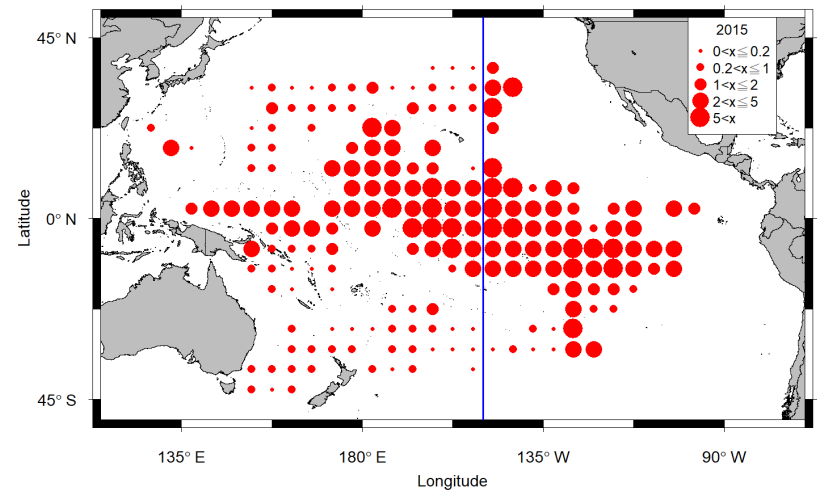 45° N
2015
0<x≦ 0.2
0.2<x≦ 1
1<x≦ 2
2<x≦ 5
5<x
Latitude
0° N
45° S
135° E
180° E
135° W
90° W
Longitude